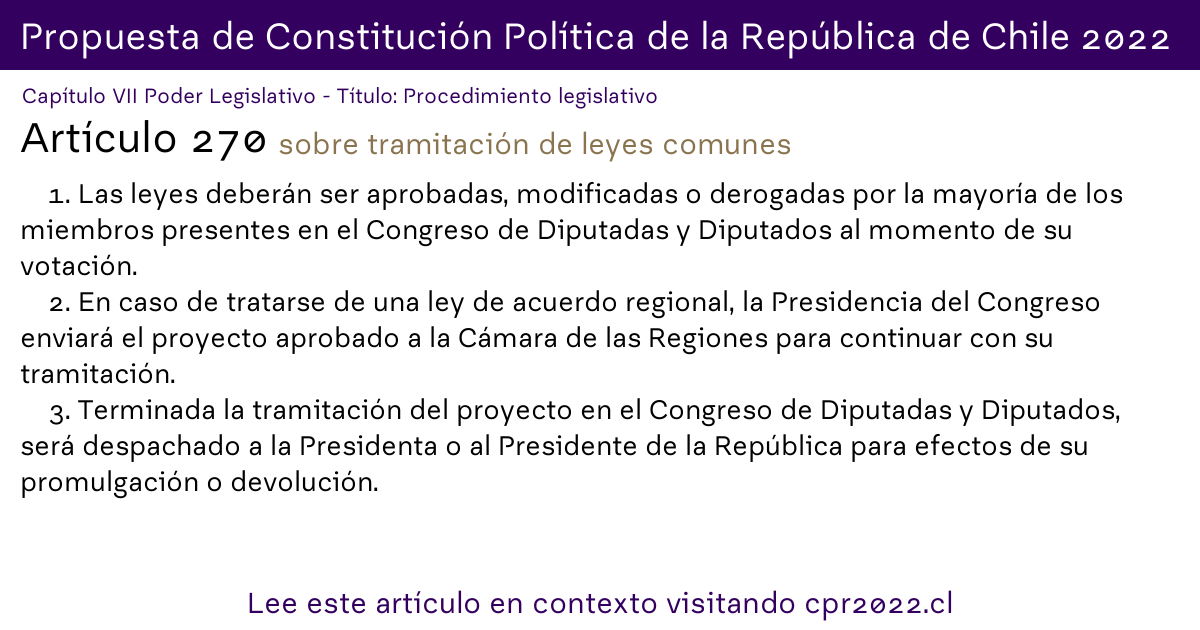 Propuesta de Constitución Política de la República de Chile 2022
Capítulo VII Poder Legislativo - Título: Procedimiento legislativo
Artículo 270 sobre tramitación de leyes comunes
1. Las leyes deberán ser aprobadas, modificadas o derogadas por la mayoría de los
miembros presentes en el Congreso de Diputadas y Diputados al momento de su
votación.
2. En caso de tratarse de una ley de acuerdo regional, la Presidencia del Congreso
enviará el proyecto aprobado a la Cámara de las Regiones para continuar con su
tramitación.
3. Terminada la tramitación del proyecto en el Congreso de Diputadas y Diputados,
será despachado a la Presidenta o al Presidente de la República para efectos de su
promulgación o devolución.
Lee este artículo en contexto visitando cpr2022.cl